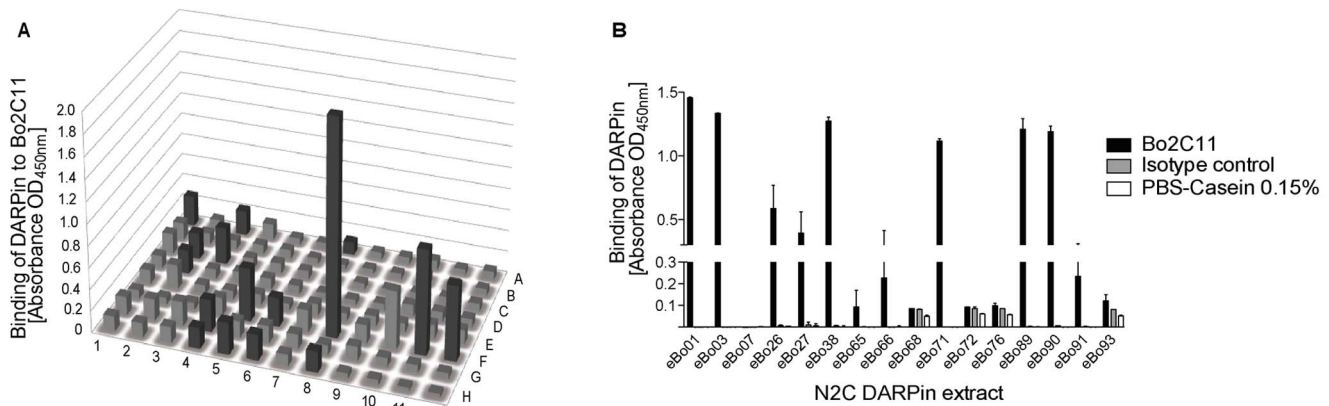 A
Binding of DARPin to Bo2C11
[Absorbance OD450nm]
2.0
1.8
1.6
1.4
1.2
1.0
0.8
0.6
0.4
0.2
0
1
2
3
4
5
6
7
8
9
10
A
B
C
D
E
F
G
H
B
Binding of DARPin
[Absorbance OD450nm]
1.5
1.0
0.5
0.3
0.2
0.1
eBo01
eBo03
eBo07
eBo26
eBo27
eBo38
eBo65
eBo66
eBo68
eBo71
eBo72
eBo76
eBo89
eBo90
eBo91
eBo93
N2C DARPin extract
Bo2C11
Isotype control
PBS-Casein 0.15%